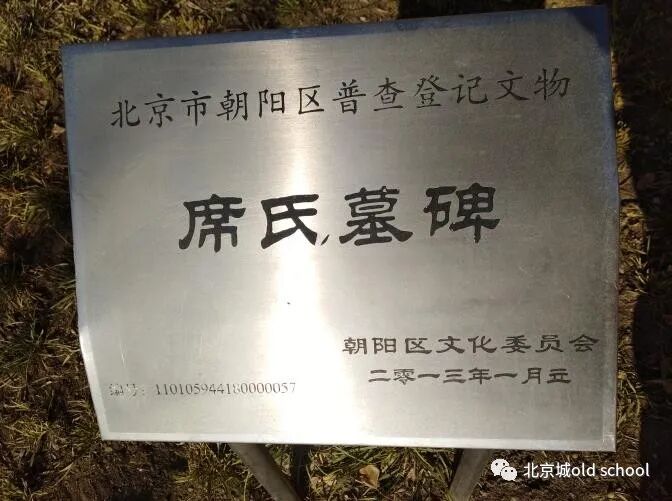 北京市朝阳区普查登记文物
席氏墓碑
朝阳区文化委员会
编号:110105944180000057
二零一三年一月立
北京城old school